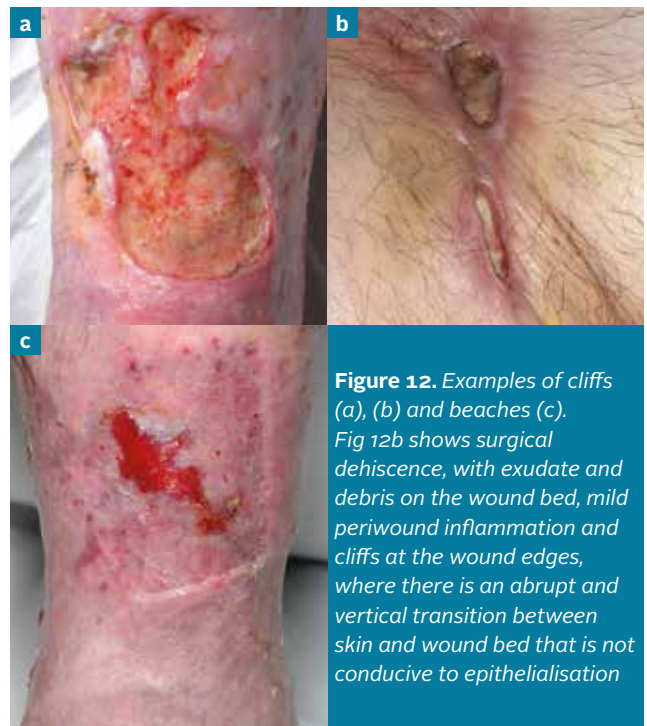 a
b
c
Figure 12. Examples of cliffs
(a), (b) and beaches (c).
Fig 12b shows surgical
dehiscence, with exudate and
debris on the wound bed, mild
periwound inflammation and
cliffs at the wound edges,
where there is an abrupt and
vertical transition between
skin and wound bed that is not
conducive to epithelialisation